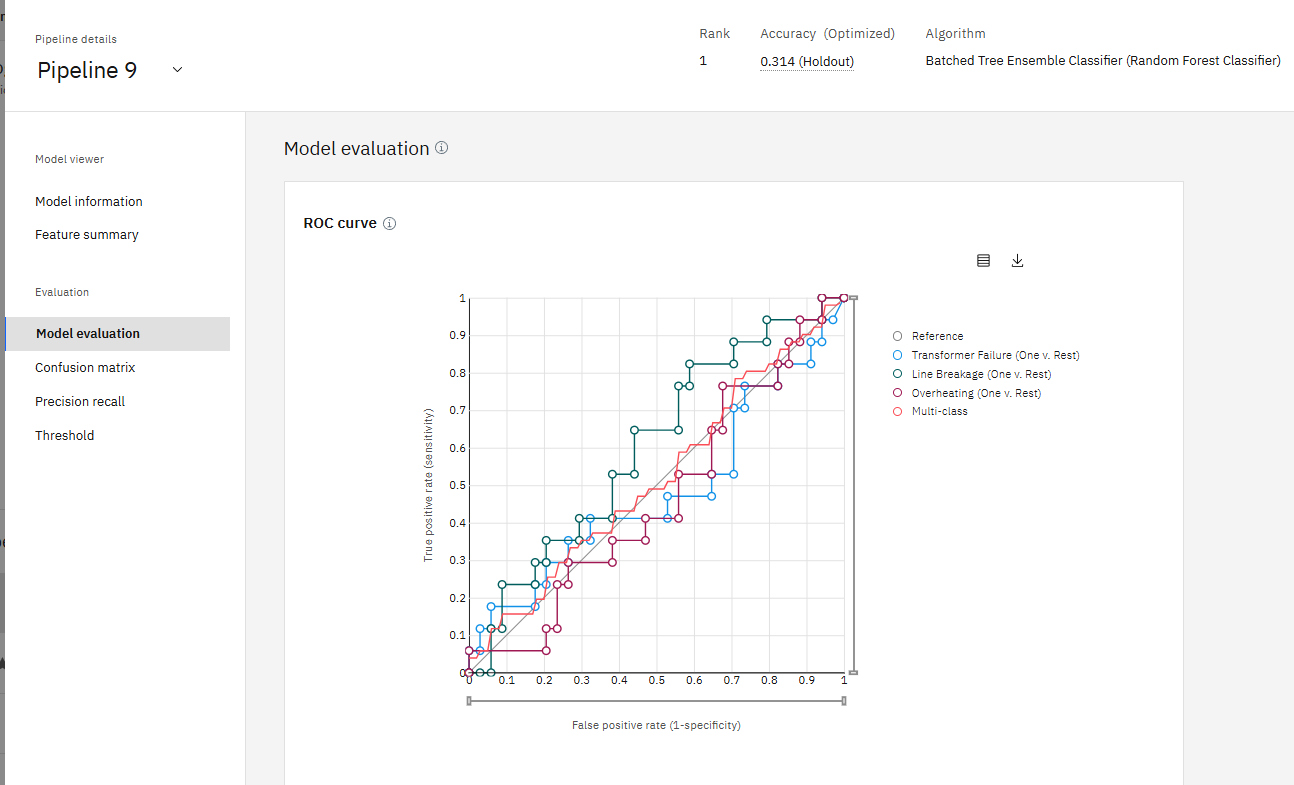 Pipeline details
Pipeline 9
Rank
Accuracy (Optimized)
Algorithm
1
0.314 (Holdout)
Batched Tree Ensemble Classifier (Random Forest Classifier)
Model viewer
Model information
Feature summary
Evaluation
Model evaluation
Confusion matrix
Precision recall
Threshold
Model evaluation
ROC curve
True positive rate (sensitivity)
1
0.9
0.8
0.7
0.6
0.5
0.4
0.3
0.2
0.1
0
0 0.1 0.2 0.3 0.4 0.5 0.6 0.7 0.8 0.9 1
False positive rate (1-specificity)
Reference
Transformer Failure (One v. Rest)
Line Breakage (One v. Rest)
Overheating (One v. Rest)
Multi-class